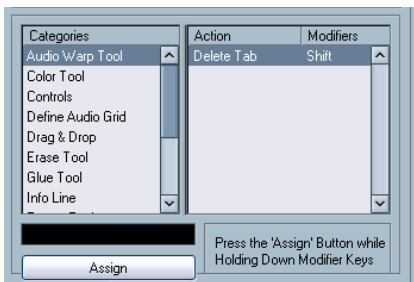 Categories
Action Modifiers
Audio Warp Tool
Delete Tab Shift
Color Tool
Controls
Define Audio Grid
Drag & Drop
Erase Tool
Glue Tool
Info Line
Press the 'Assign' Button while
Holding Down Modifier Keys
Assign